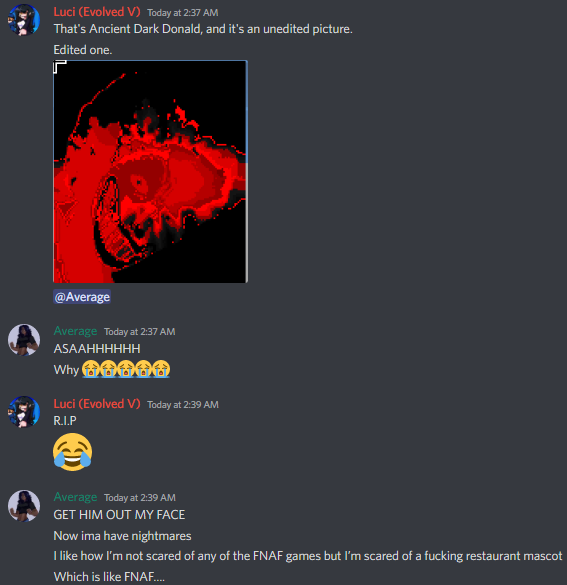 Luci (Evolved V) Today at 2:37 AM
That's Ancient Dark Donald, and it's an unedited picture.
Edited one.
@Average
Average Today at 2:37 AM
ASAAHHHHHH
Why 😭😭😭😭😭
Luci (Evolved V) Today at 2:39 AM
R.I.P
😂
Average Today at 2:39 AM
GET HIM OUT MY FACE
Now ima have nightmares
I like how I'm not scared of any of the FNAF games but I'm scared of a fucking restaurant mascot
Which is like FNAF....